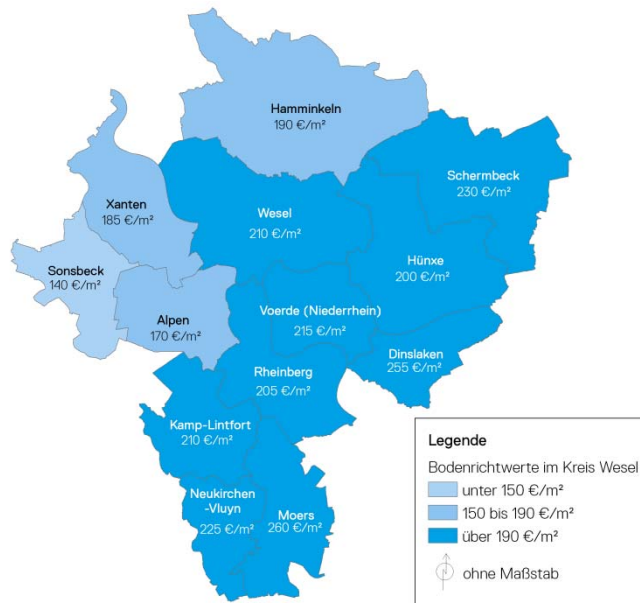 Hamminkeln
190 €/m²
Schermbeck
230 €/m²
Xanten
185 €/m²
Wesel
210 €/m²
Hünxe
200 €/m²
Sonsbeck
140 €/m²
Alpen
170 €/m²
Voerde (Niederrhein)
215 €/m²
Dinslaken
255 €/m²
Rheinberg
205 €/m²
Kamp-Lintfort
210 €/m²
Neukirchen
-Vluyn
225 €/m²
Moers
260 €/m²
Legende
Bodenrichtwerte im Kreis Wesel
unter 150 €/m²
150 bis 190 €/m²
über 190 €/m²
ohne Maßstab